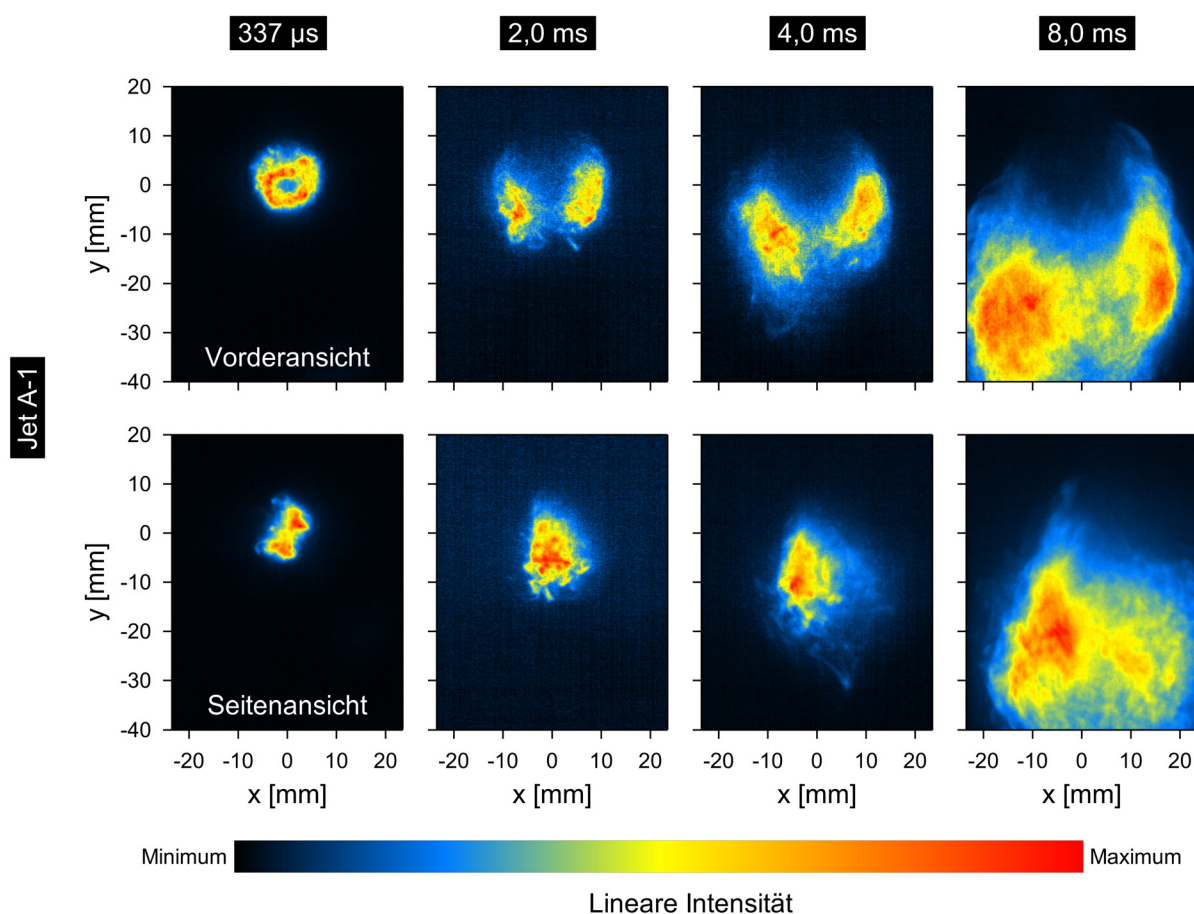 337 µs 2,0 ms 4,0 ms 8,0 ms
Jet A-1
y [mm]
20
10
0
-10
-20
-30
-40
Vorderansicht
y [mm]
20
10
0
-10
-20
-30
-40
Seitenansicht
-20 -10 0 10 20 -20 -10 0 10 20 -20 -10 0 10 20 -20 -10 0 10 20
x [mm] x [mm] x [mm] x [mm]
Minimum Maximum
Lineare Intensität